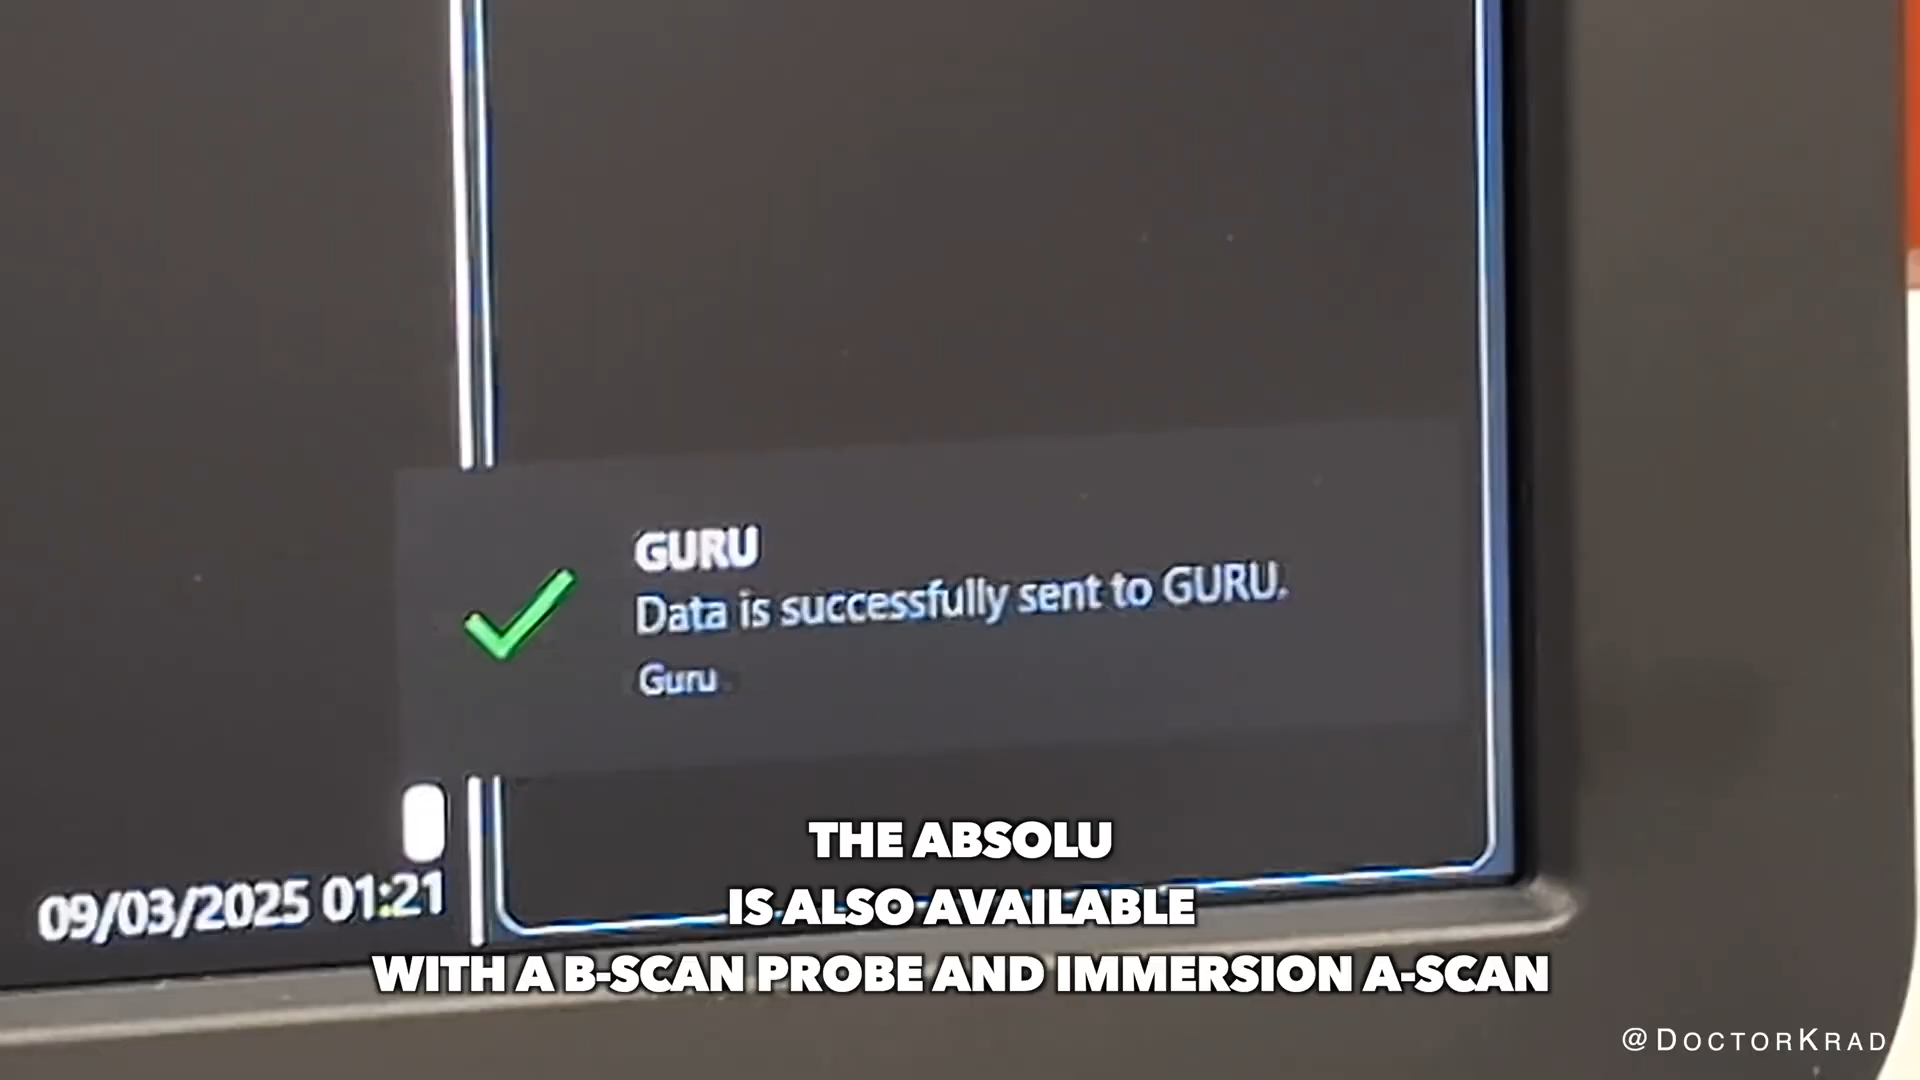 GURU
Data is successfully sent to GURU.
Guru
09/03/2025 01:21
THE ABSOLU
IS ALSO AVAILABLE
WITH A B-SCAN PROBE AND IMMERSION A-SCAN
@DOCTORKRAD